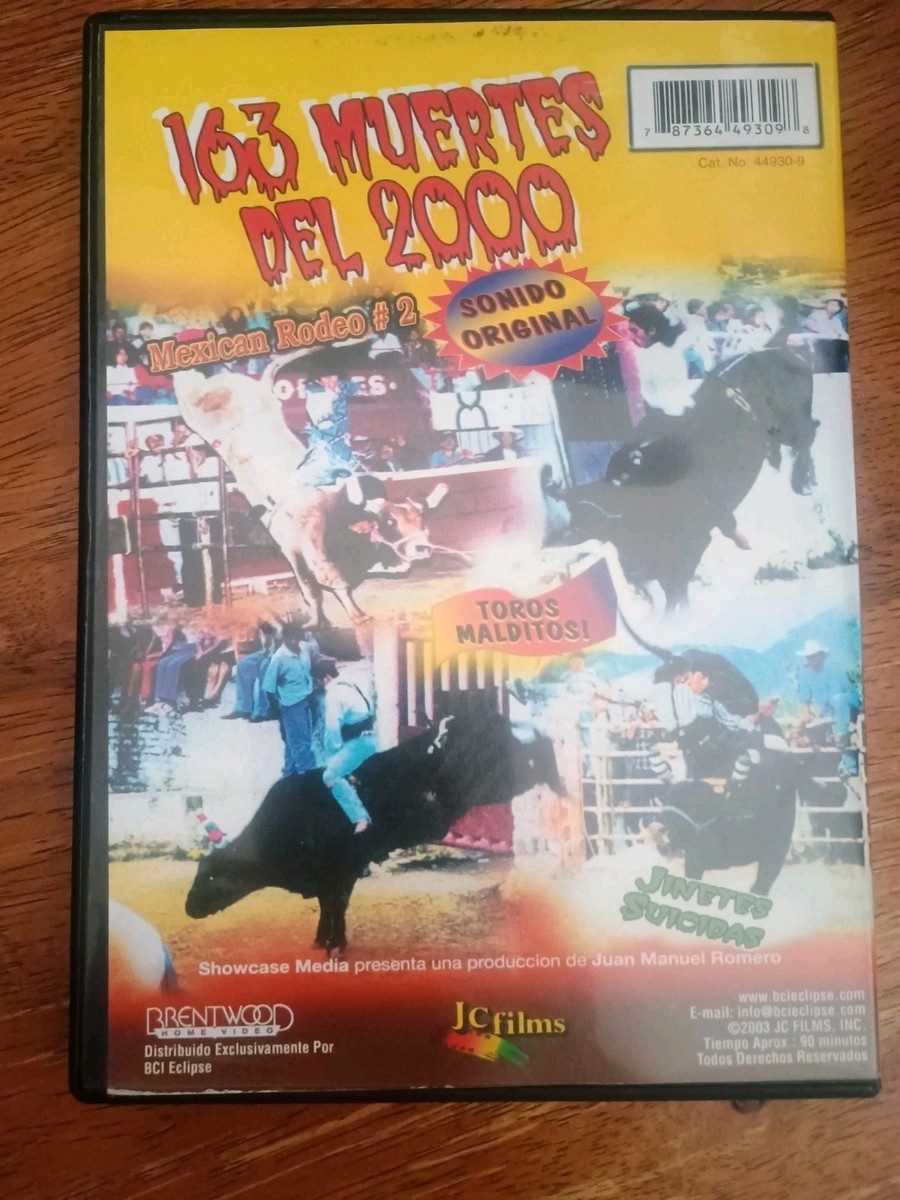 163 MUERTES
DEL 2000
7 87364 49309 8
Cat. No. 44930-9
Mexican Rodeo # 2
SONIDO
ORIGINAL
TOROS
MALDITOS!
JINETES
SUICIDAS
Showcase Media presenta una produccion de Juan Manuel Romero
BRENTWOOD
HOME VIDEO
Distribuido Exclusivamente Por
BCI Eclipse
JC films
www.bcieclipse.com
E-mail: info@bcieclipse.com
©2003 JC FILMS, INC.
Tiempo Aprox.: 90 minutos
Todos Derechos Reservados